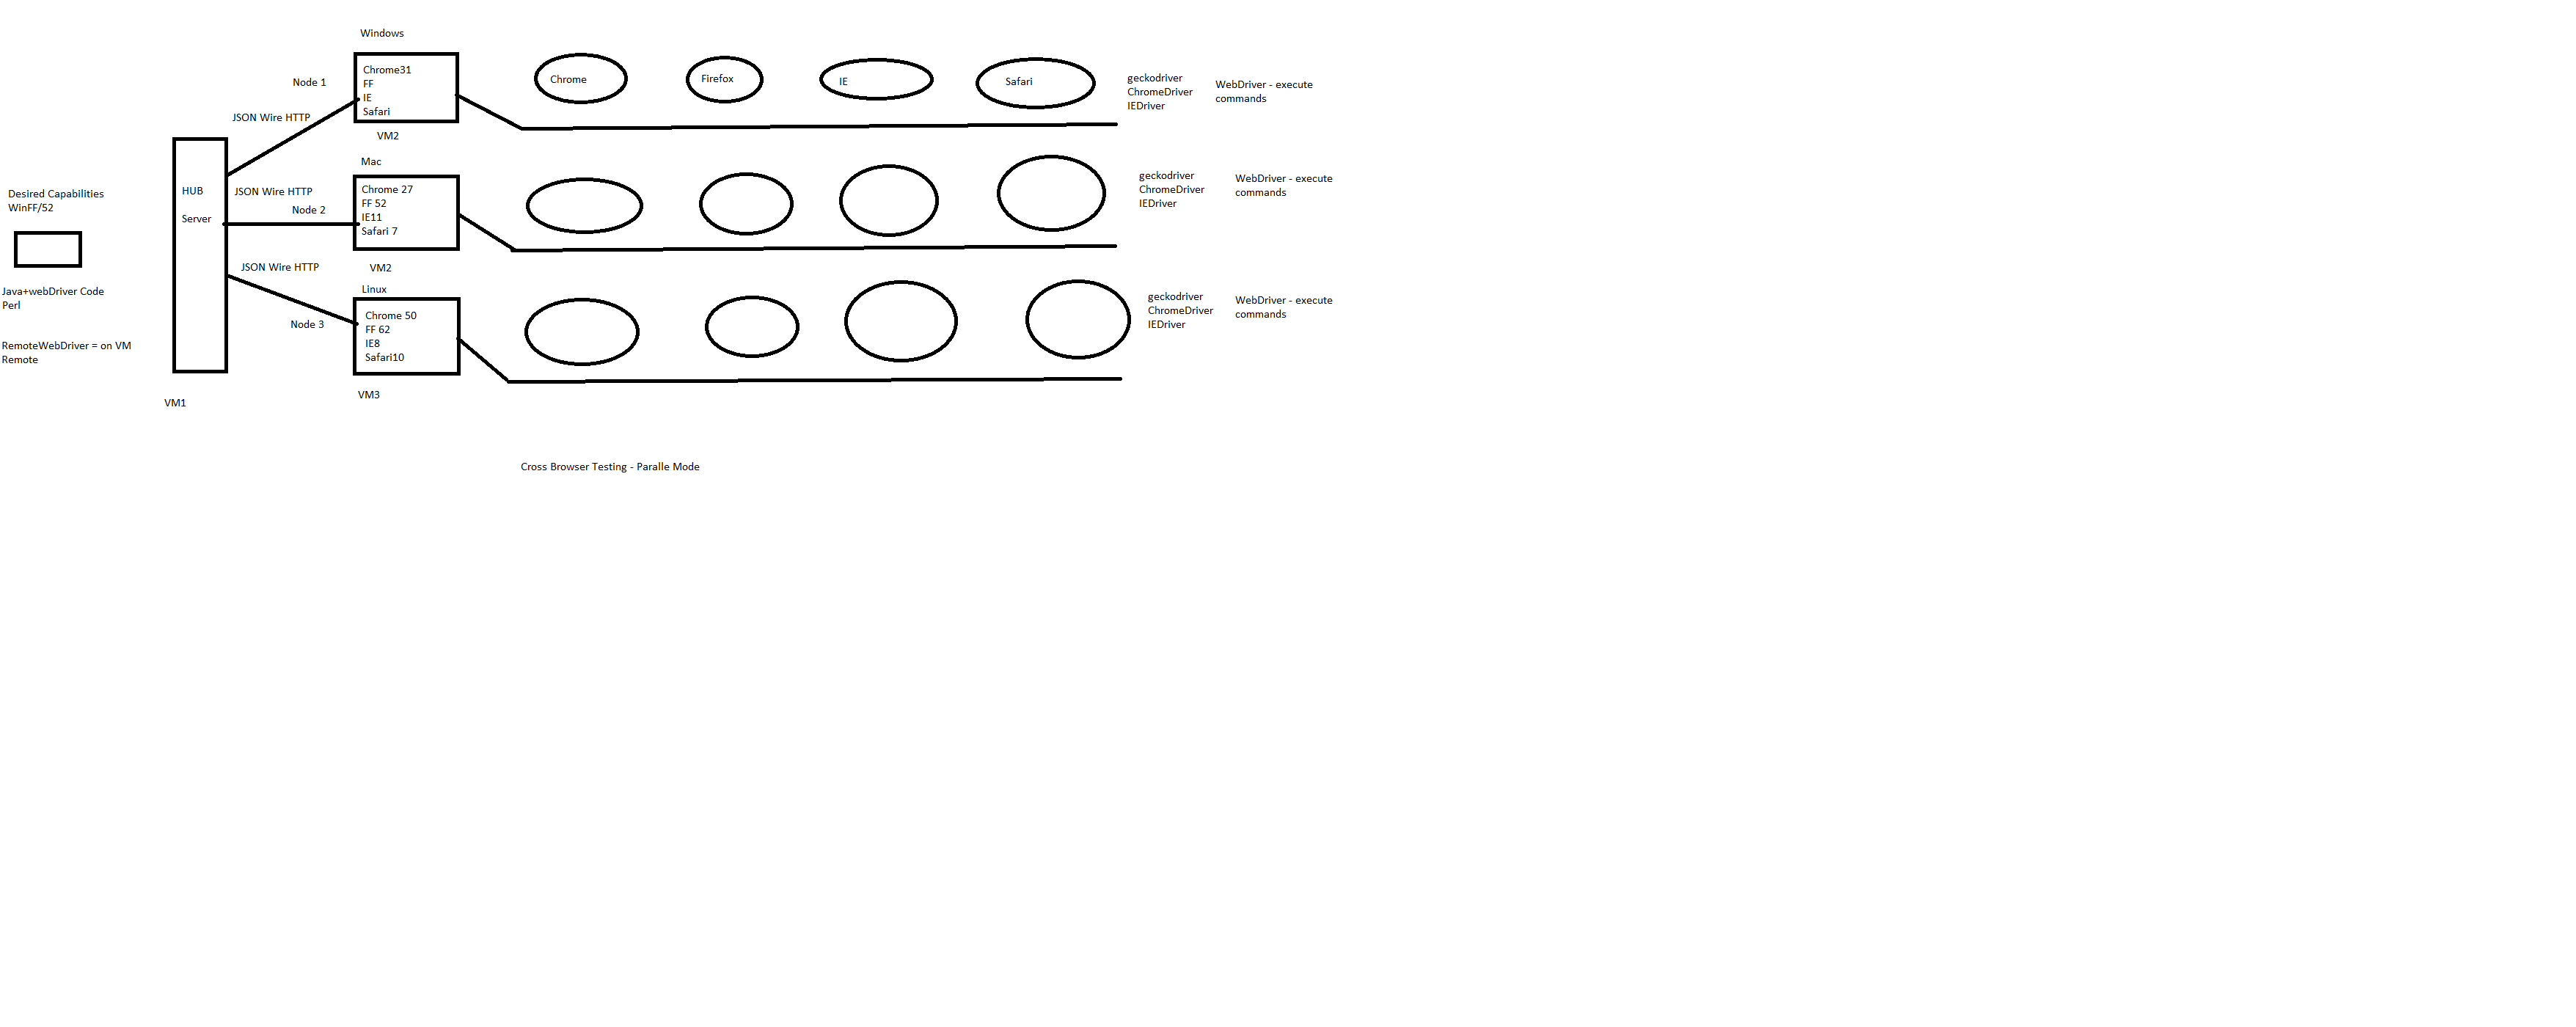 Desired Capabilities
WinFF/52
Java+webDriver Code
Perl
RemoteWebDriver = on VM
Remote
HUB
Server
VM1
JSON Wire HTTP
Node 1
Windows
Chrome31
FF
IE
Safari
VM2
Chrome
Firefox
IE
Safari
geckodriver
ChromeDriver
IEDriver
WebDriver - execute
commands
JSON Wire HTTP
Node 2
Mac
Chrome 27
FF 52
IE11
Safari 7
VM2
geckodriver
ChromeDriver
IEDriver
WebDriver - execute
commands
JSON Wire HTTP
Node 3
Linux
Chrome 50
FF 62
IE8
Safari10
VM3
geckodriver
ChromeDriver
IEDriver
WebDriver - execute
commands
Cross Browser Testing - Paralle Mode